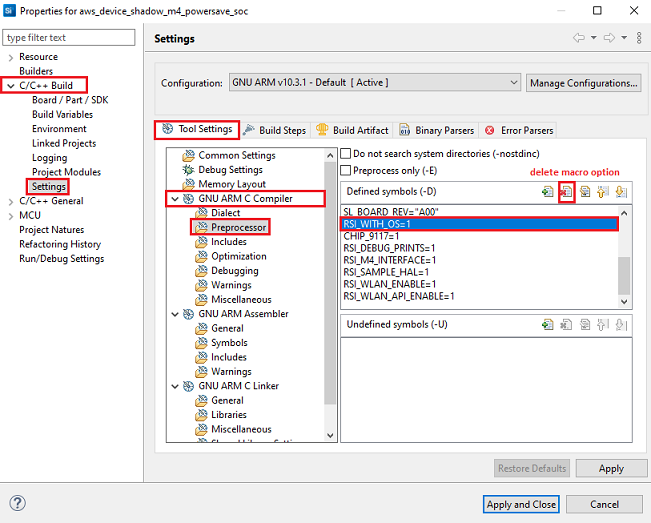 Si Properties for aws_device_shadow_m4_powersave_soc
type filter text
Resource
Builders
C/C++ Build
Board / Part / SDK
Build Variables
Environment
Linked Projects
Logging
Project Modules
Settings
C/C++ General
MCU
Project Natures
Refactoring History
Run/Debug Settings
Settings
Configuration: GNU ARM v10.3.1 - Default [ Active ] Manage Configurations...
Tool Settings Build Steps Build Artifact Binary Parsers Error Parsers
Common Settings
Debug Settings
Memory Layout
GNU ARM C Compiler
Dialect
Preprocessor
Includes
Optimization
Debugging
Warnings
Miscellaneous
GNU ARM Assembler
General
Symbols
Includes
Warnings
GNU ARM C Linker
General
Libraries
Miscellaneous
Do not search system directories (-nostdinc)
Preprocess only (-E)
delete macro option
Defined symbols (-D)
SL_BOARD_REV="A00"
RSI_WITH_OS=1
CHIP_9117=1
RSI_DEBUG_PRINTS=1
RSI_M4_INTERFACE=1
RSI_SAMPLE_HAL=1
RSI_WLAN_ENABLE=1
RSI_WLAN_API_ENABLE=1
Undefined symbols (-U)
Restore Defaults Apply
? Apply and Close Cancel